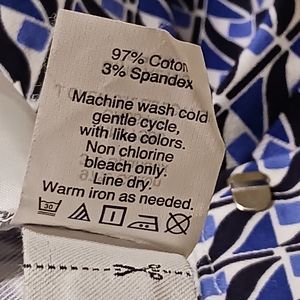 97% Coton
3% Spandex
Machine wash cold
gentle cycle,
with like colors.
Non chlorine
bleach only.
Line dry.
Warm iron as needed.
30